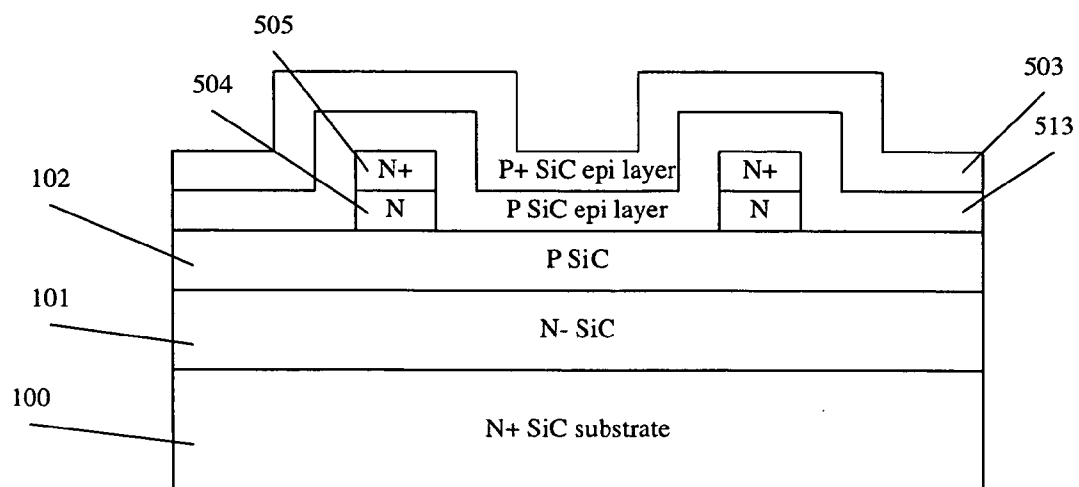 505
504
503
513
N+
P+ SiC epi layer
N+
102
N
P SiC epi layer
N
P SiC
101
N- SiC
100
N+ SiC substrate